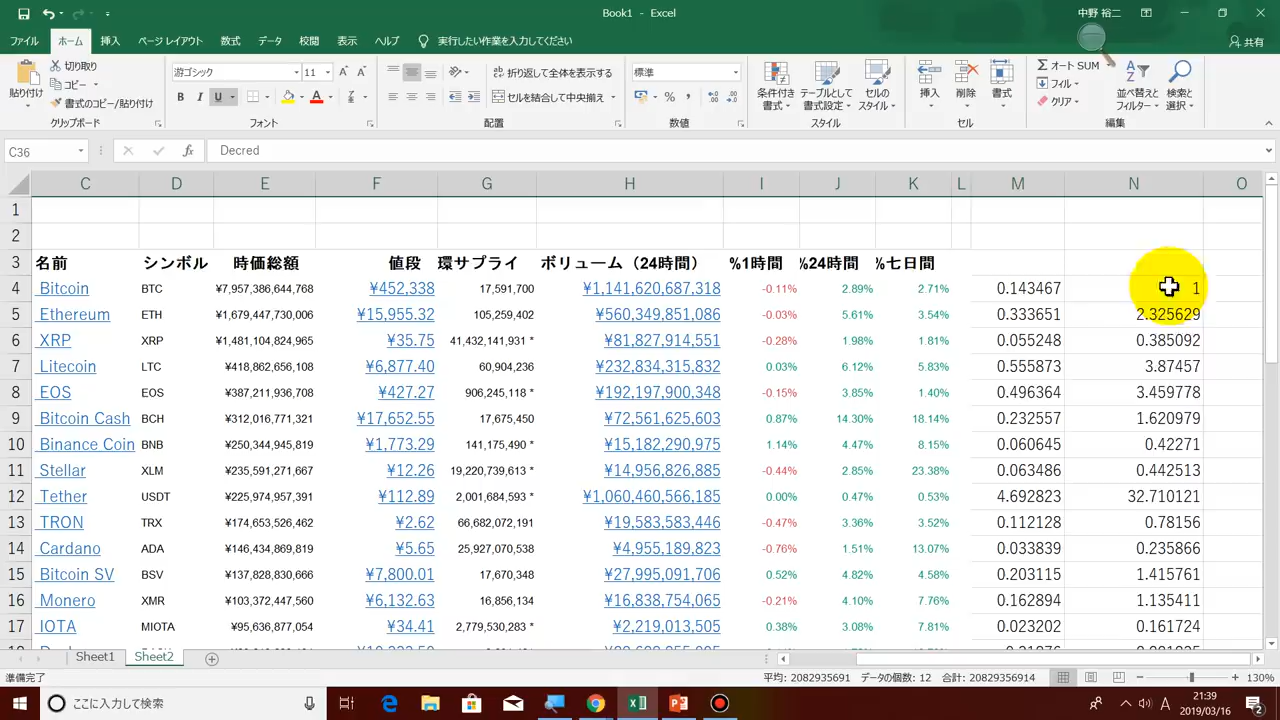 Book1 - Excel
中野 裕二
ファイル ホーム 挿入 ページ レイアウト 数式 データ 校閲 表示 ヘルプ 実行したい作業を入力してください 共有
貼り付け 切り取り コピー 書式のコピー/貼り付け クリップボード
游ゴシック 11 B I U A フォント
折り返して全体を表示する セルを結合して中央揃え 配置
標準 % 数値
条件付き書式 テーブルとして書式設定 セルのスタイル スタイル
挿入 削除 書式 セル
オート SUM フィル クリア 並べ替えとフィルター 検索と選択 編集
C36 fx Decred
C D E F G H I J K L M N O
1
2
3 名前 シンボル 時価総額 値段 環サプライ ボリューム（24時間） %1時間 %24時間 %七日間
4 Bitcoin BTC ¥7,957,386,644,768 ¥452,338 17,591,700 ¥1,141,620,687,318 -0.11% 2.89% 2.71% 0.143467 1
5 Ethereum ETH ¥1,679,447,730,006 ¥15,955.32 105,259,402 ¥560,349,851,086 -0.03% 5.61% 3.54% 0.333651 2.325629
6 XRP XRP ¥1,481,104,824,965 ¥35.75 41,432,141,931 * ¥81,827,914,551 -0.28% 1.98% 1.81% 0.055248 0.385092
7 Litecoin LTC ¥418,862,656,108 ¥6,877.40 60,904,236 ¥232,834,315,832 0.03% 6.12% 5.83% 0.555873 3.87457
8 EOS EOS ¥387,211,936,708 ¥427.27 906,245,118 * ¥192,197,900,348 -0.15% 3.85% 1.40% 0.496364 3.459778
9 Bitcoin Cash BCH ¥312,016,771,321 ¥17,652.55 17,675,450 ¥72,561,625,603 0.87% 14.30% 18.14% 0.232557 1.620979
10 Binance Coin BNB ¥250,344,945,819 ¥1,773.29 141,175,490 * ¥15,182,290,975 1.14% 4.47% 8.15% 0.060645 0.42271
11 Stellar XLM ¥235,591,271,667 ¥12.26 19,220,739,613 * ¥14,956,826,885 -0.44% 2.85% 23.38% 0.063486 0.442513
12 Tether USDT ¥225,974,957,391 ¥112.89 2,001,684,593 * ¥1,060,460,566,185 0.00% 0.47% 0.53% 4.692823 32.710121
13 TRON TRX ¥174,653,526,462 ¥2.62 66,682,072,191 ¥19,583,583,446 -0.47% 3.36% 3.52% 0.112128 0.78156
14 Cardano ADA ¥146,434,869,819 ¥5.65 25,927,070,538 ¥4,955,189,823 -0.76% 1.51% 13.07% 0.033839 0.235866
15 Bitcoin SV BSV ¥137,828,830,666 ¥7,800.01 17,670,348 ¥27,995,091,706 0.52% 4.82% 4.58% 0.203115 1.415761
16 Monero XMR ¥103,372,447,560 ¥6,132.63 16,856,134 ¥16,838,754,065 -0.21% 4.10% 7.76% 0.162894 1.135411
17 IOTA MIOTA ¥95,636,877,054 ¥34.41 2,779,530,283 * ¥2,219,013,505 0.38% 3.08% 7.81% 0.023202 0.161724
Sheet1 Sheet2
準備完了 平均: 2082935691 データの個数: 12 合計: 20829356914 130%
ここに入力して検索 A 21:39
2019/03/16 2